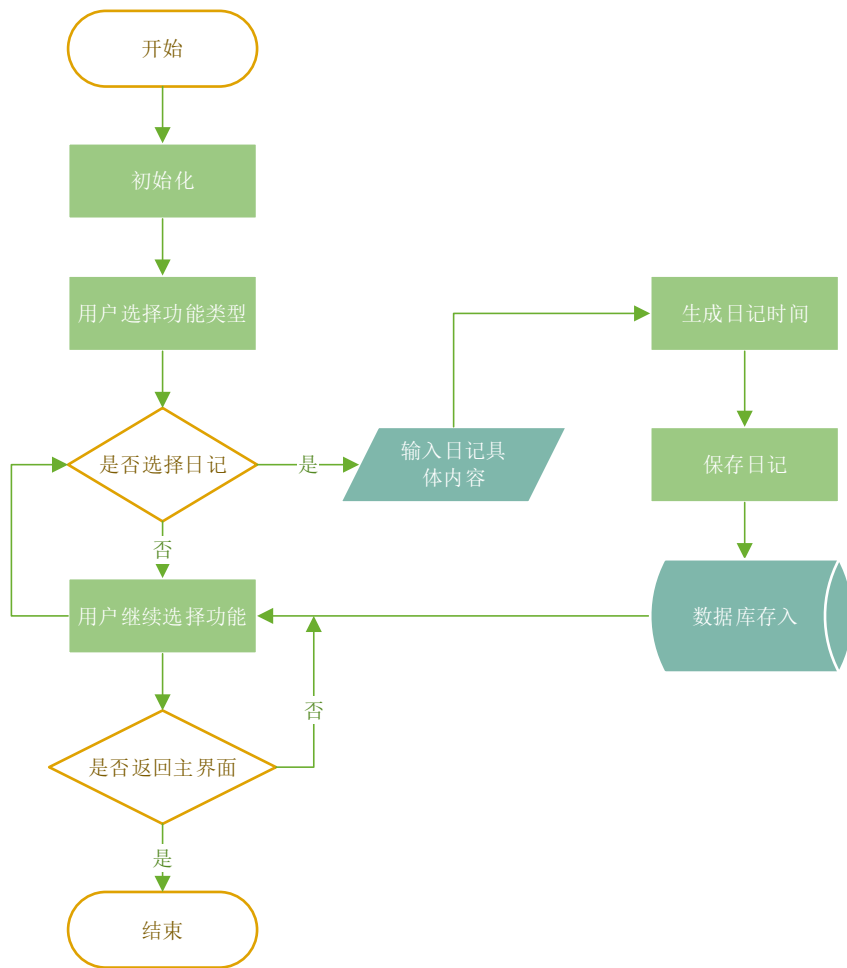 开始
初始化
用户选择功能类型
生成日记时间
是否选择日记
是
输入日记具
体内容
保存日记
否
用户继续选择功能
数据库存入
否
是否返回主界面
是
结束